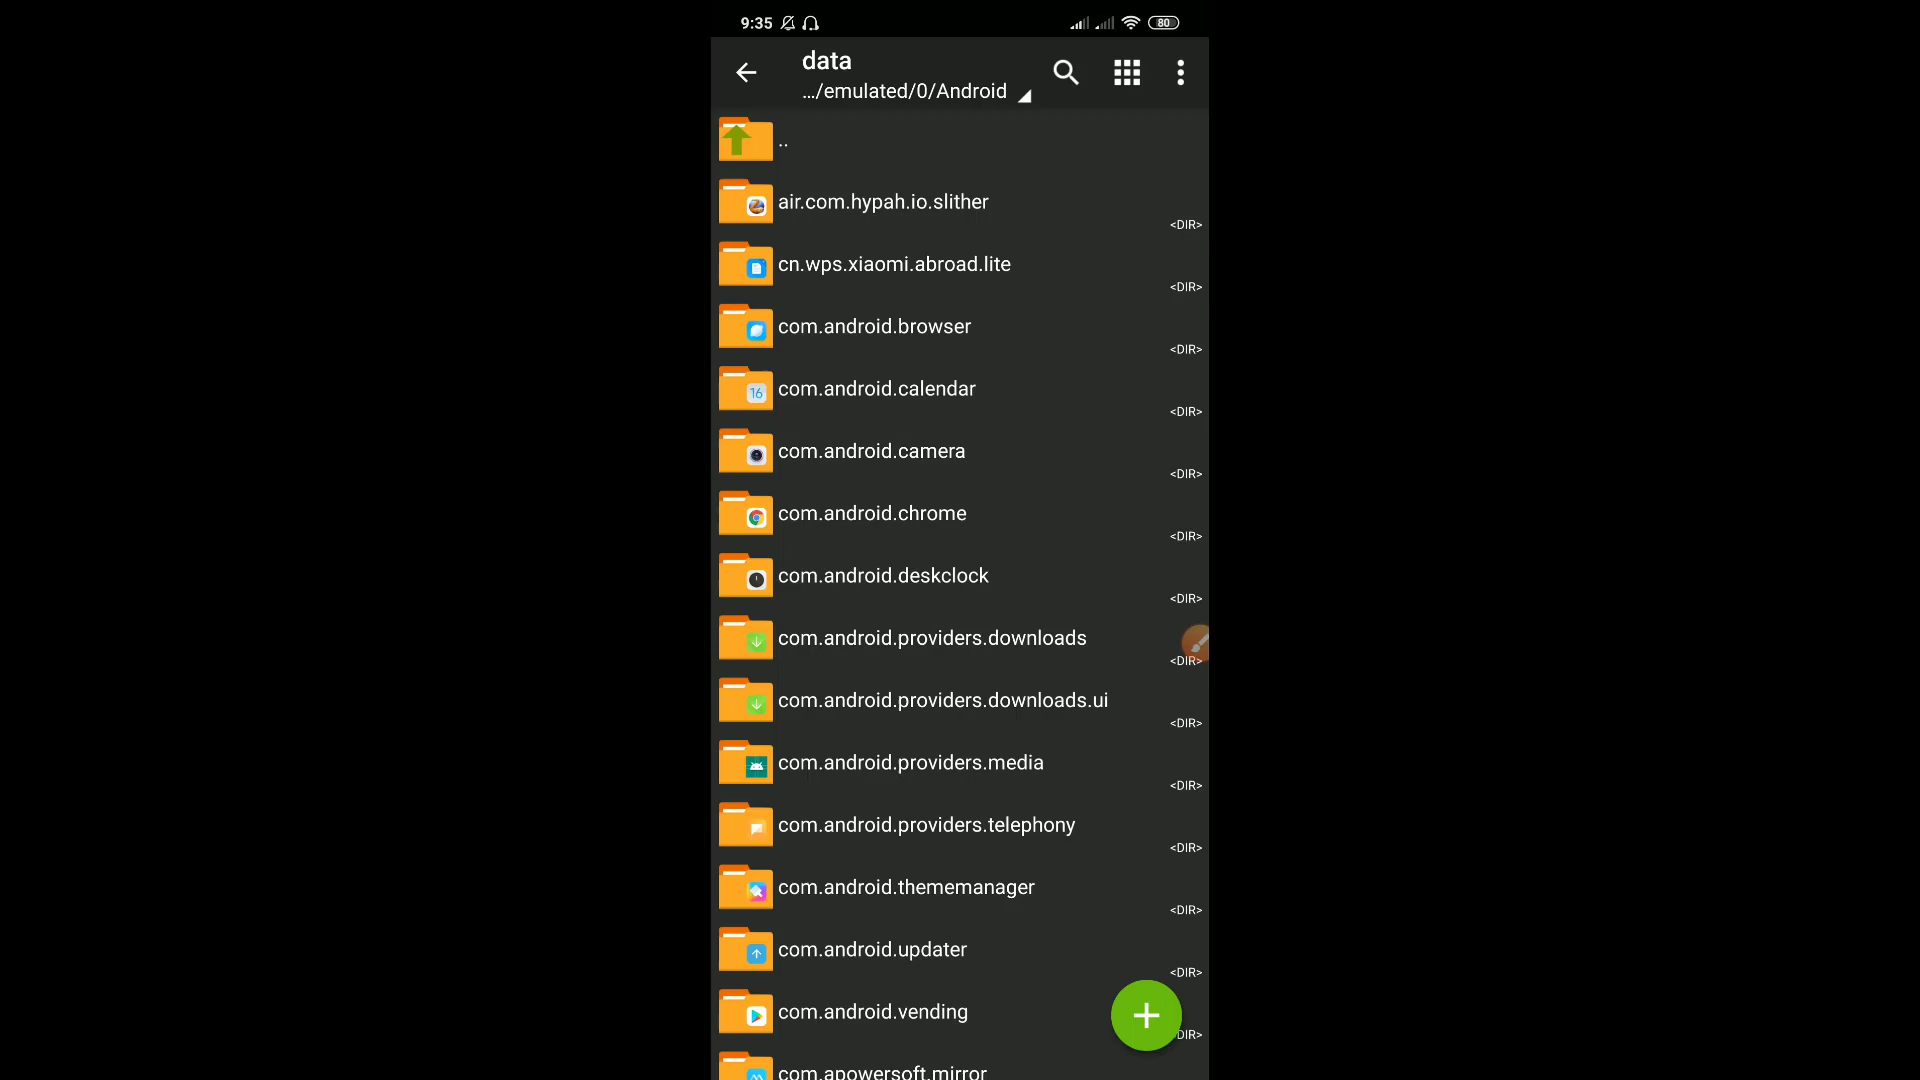 9:35
80
data
.../emulated/0/Android
..
air.com.hypah.io.slither
<DIR>
cn.wps.xiaomi.abroad.lite
<DIR>
com.android.browser
<DIR>
16
com.android.calendar
<DIR>
com.android.camera
<DIR>
com.android.chrome
<DIR>
com.android.deskclock
<DIR>
com.android.providers.downloads
<DIR>
com.android.providers.downloads.ui
<DIR>
com.android.providers.media
<DIR>
com.android.providers.telephony
<DIR>
com.android.thememanager
<DIR>
com.android.updater
<DIR>
com.android.vending
DIR>
com.apowersoft.mirror